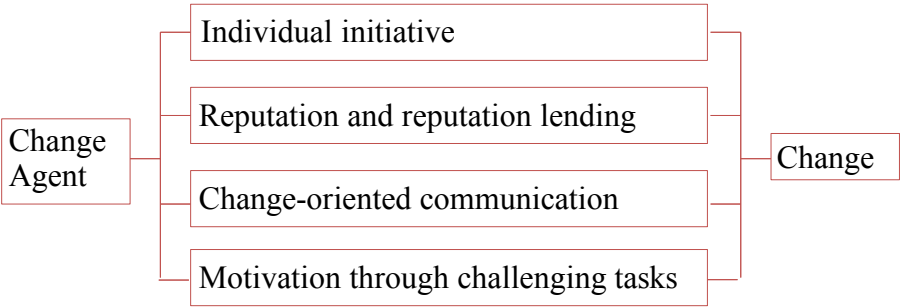 Individual initiative
Reputation and reputation lending
Change
Agent
Change
Change-oriented communication
Motivation through challenging tasks